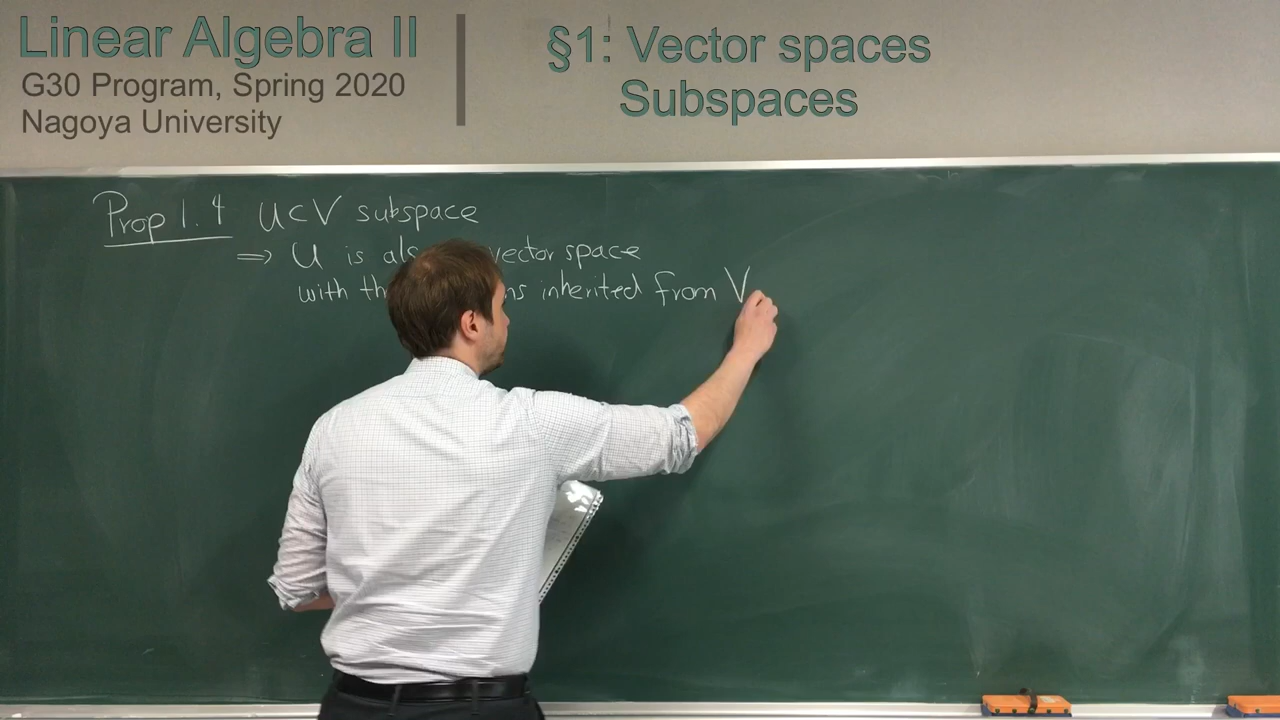 Linear Algebra II
G30 Program, Spring 2020
Nagoya University
§1: Vector spaces
Subspaces
Prop 1.4 U⊂V subspace
⇒ U is als vector space
with th ns inherited from V